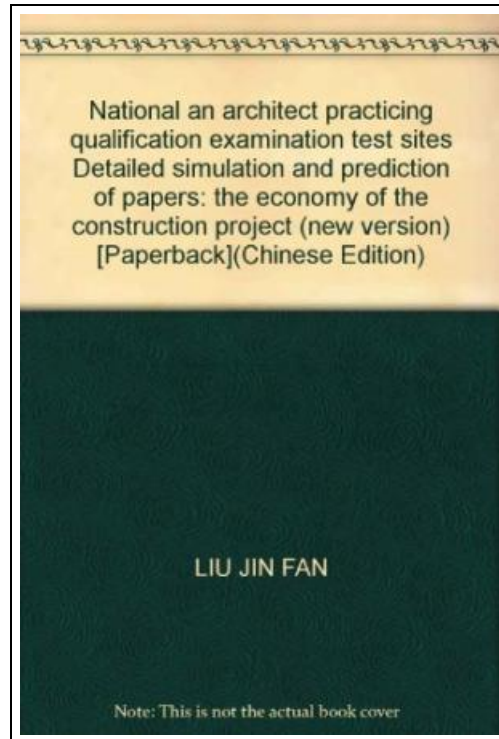 National an architect practicing
qualification examination test sites
Detailed simulation and prediction
of papers: the economy of the
construction project (new version)
[Paperback](Chinese Edition)
LIU JIN FAN
Note: This is not the actual book cover